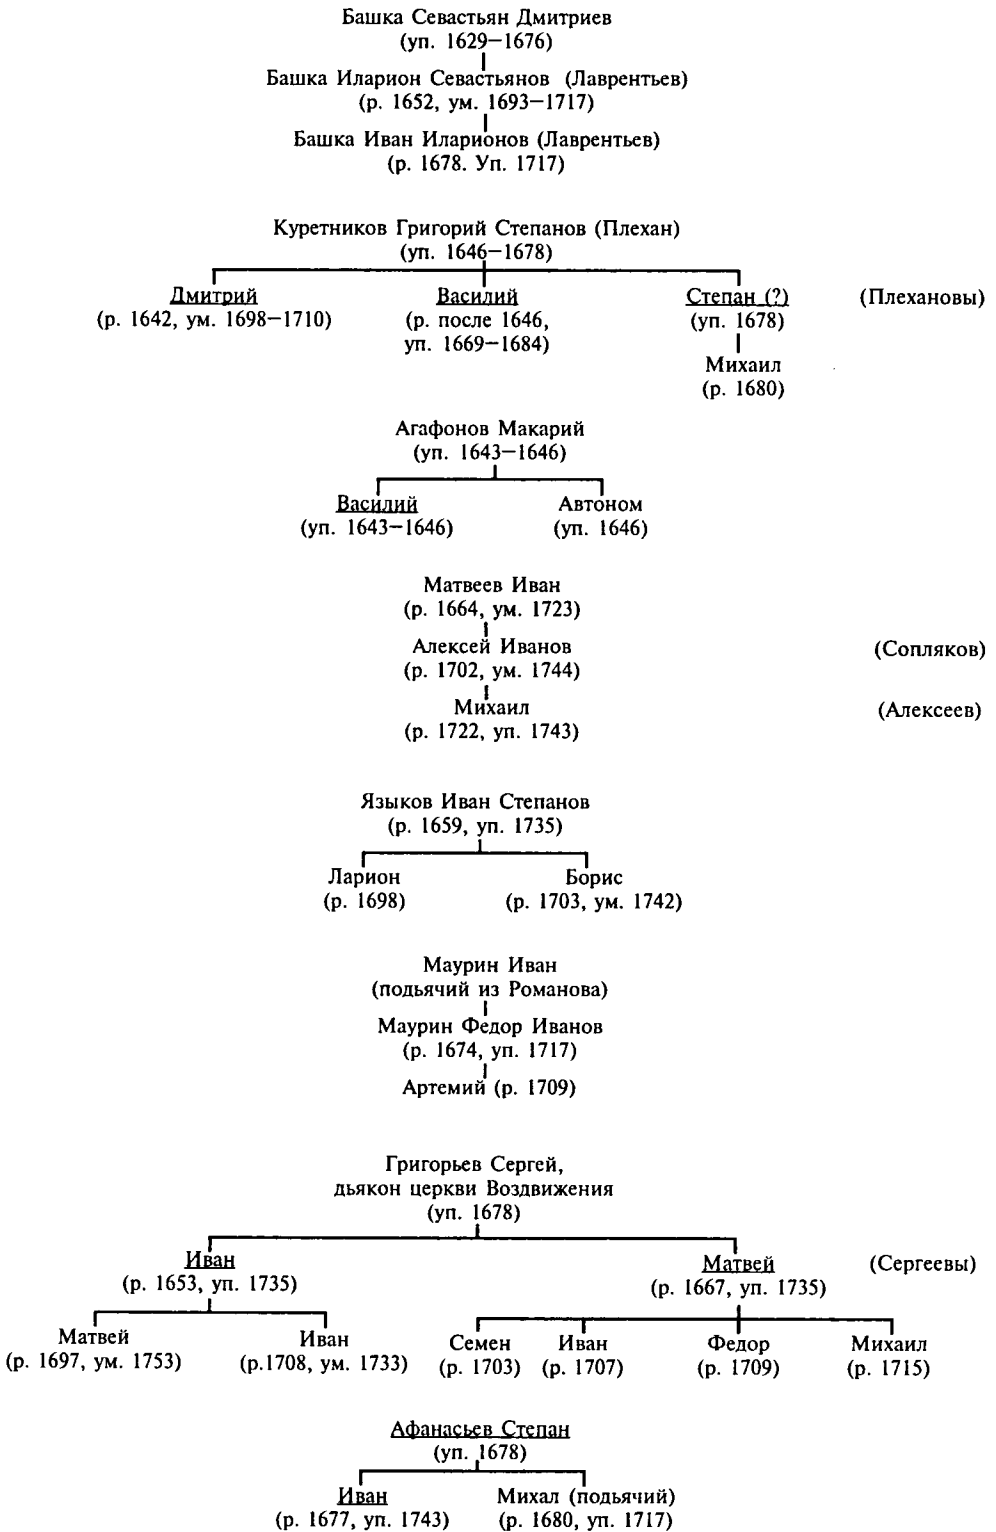 Башка Севастьян Дмитриев
(уп. 1629—1676)
Башка Иларион Севастьянов (Лаврентьев)
(р. 1652, ум. 1693—1717)
Башка Иван Иларионов (Лаврентьев)
(р. 1678. Уп. 1717)
Куретников Григорий Степанов (Плехан)
(уп. 1646—1678)
Дмитрий Василий Степан (?) (Плехановы)
(р. 1642, ум. 1698—1710) (р. после 1646, (уп. 1678)
уп. 1669—1684)
Михаил
(р. 1680)
Агафонов Макарий
(уп. 1643—1646)
Василий Автоном
(уп. 1643—1646) (уп. 1646)
Матвеев Иван
(р. 1664, ум. 1723)
Алексей Иванов (Сопляков)
(р. 1702, ум. 1744)
Михаил (Алексеев)
(р. 1722, уп. 1743)
Языков Иван Степанов
(р. 1659, уп. 1735)
Ларион Борис
(р. 1698) (р. 1703, ум. 1742)
Маурин Иван
(подьячий из Романова)
Маурин Федор Иванов
(р. 1674, уп. 1717)
Артемий (р. 1709)
Григорьев Сергей,
дьякон церкви Воздвижения
(уп. 1678)
Иван Матвей (Сергеевы)
(р. 1653, уп. 1735) (р. 1667, уп. 1735)
Матвей Иван Семен Иван Федор Михаил
(р. 1697, ум. 1753) (р.1708, ум. 1733) (р. 1703) (р. 1707) (р. 1709) (р. 1715)
Афанасьев Степан
(уп. 1678)
Иван Михал (подьячий)
(р. 1677, уп. 1743) (р. 1680, уп. 1717)